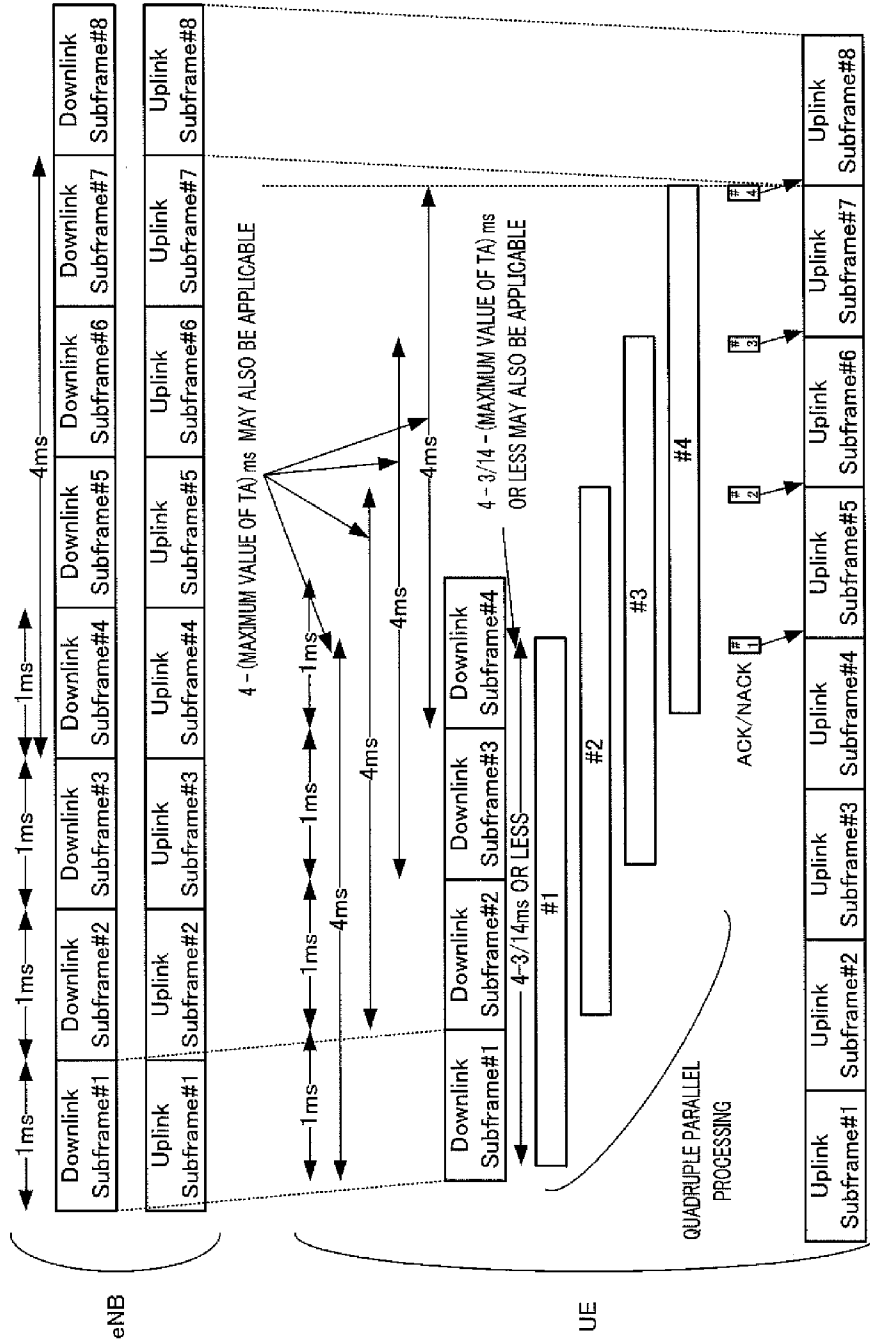 eNB
1ms
1ms
1ms
1ms
4ms
Downlink
Subframe#1
Downlink
Subframe#2
Downlink
Subframe#3
Downlink
Subframe#4
Downlink
Subframe#5
Downlink
Subframe#6
Downlink
Subframe#7
Downlink
Subframe#8
Uplink
Subframe#1
Uplink
Subframe#2
Uplink
Subframe#3
Uplink
Subframe#4
Uplink
Subframe#5
Uplink
Subframe#6
Uplink
Subframe#7
Uplink
Subframe#8
UE
4-(MAXIMUM VALUE OF TA) ms MAY ALSO BE APPLICABLE
1ms
1ms
1ms
1ms
4ms
4ms
4ms
4ms
Downlink
Subframe#1
Downlink
Subframe#2
Downlink
Subframe#3
Downlink
Subframe#4
4-3/14-(MAXIMUM VALUE OF TA) ms
OR LESS MAY ALSO BE APPLICABLE
4-3/14ms OR LESS
#1
#2
#3
#4
QUADRUPLE PARALLEL
PROCESSING
ACK/NACK
#1
#2
#3
#4
Uplink
Subframe#1
Uplink
Subframe#2
Uplink
Subframe#3
Uplink
Subframe#4
Uplink
Subframe#5
Uplink
Subframe#6
Uplink
Subframe#7
Uplink
Subframe#8